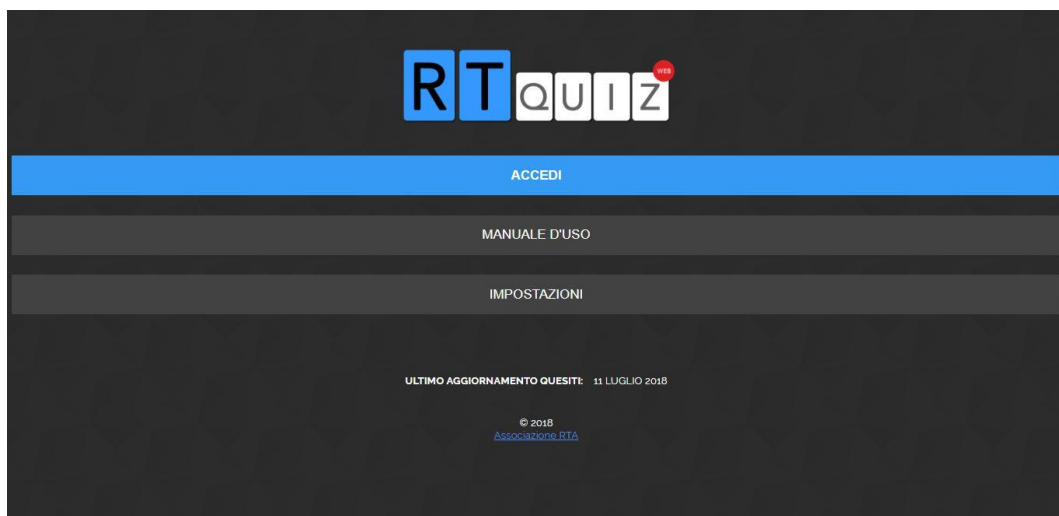 RT QUIZ WEB
ACCEDI
MANUALE D'USO
IMPOSTAZIONI
ULTIMO AGGIORNAMENTO QUESITI: 11 LUGLIO 2018
© 2018
Associazione RTA